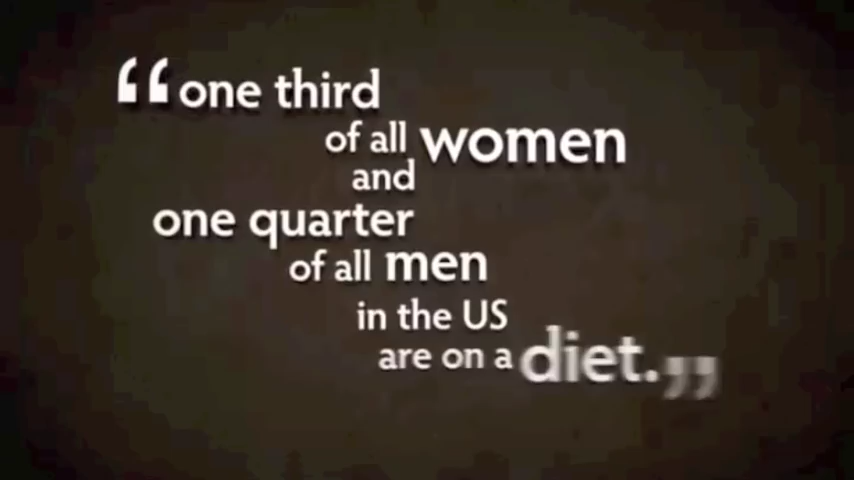 “one third
of all women
and
one quarter
of all men
in the US
are on a diet.”